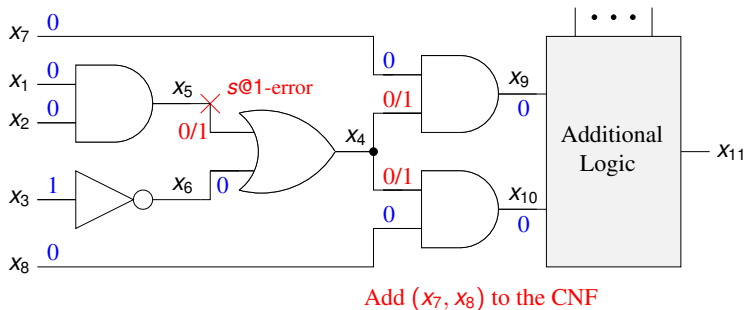 0
x7
0
x1
0
x2
x5
s@1-error
0/1
x4
1
x3
x6
0
0
x8
0
0/1
x9
0
0/1
0
x10
0
• • •
Additional
Logic
x11
Add (x7, x8) to the CNF